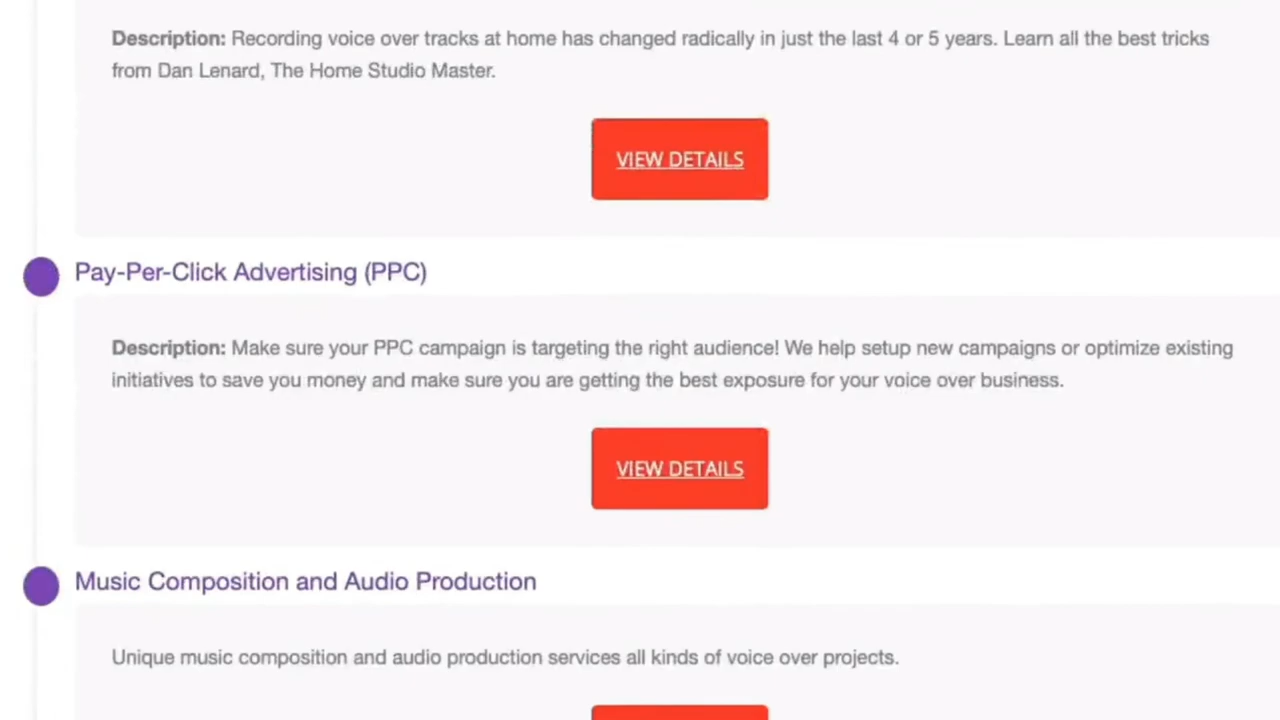 Description: Recording voice over tracks at home has changed radically in just the last 4 or 5 years. Learn all the best tricks
from Dan Lenard, The Home Studio Master.
VIEW DETAILS
Pay-Per-Click Advertising (PPC)
Description: Make sure your PPC campaign is targeting the right audience! We help setup new campaigns or optimize existing
initiatives to save you money and make sure you are getting the best exposure for your voice over business.
VIEW DETAILS
Music Composition and Audio Production
Unique music composition and audio production services all kinds of voice over projects.